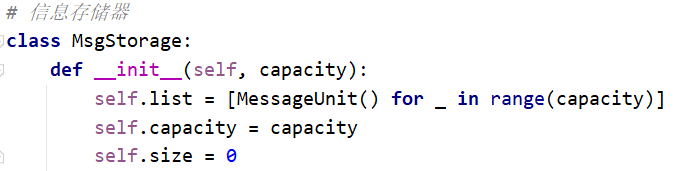 # 信息存储器
class MsgStorage:
    def __init__(self, capacity):
        self.list = [MessageUnit() for _ in range(capacity)]
        self.capacity = capacity
        self.size = 0